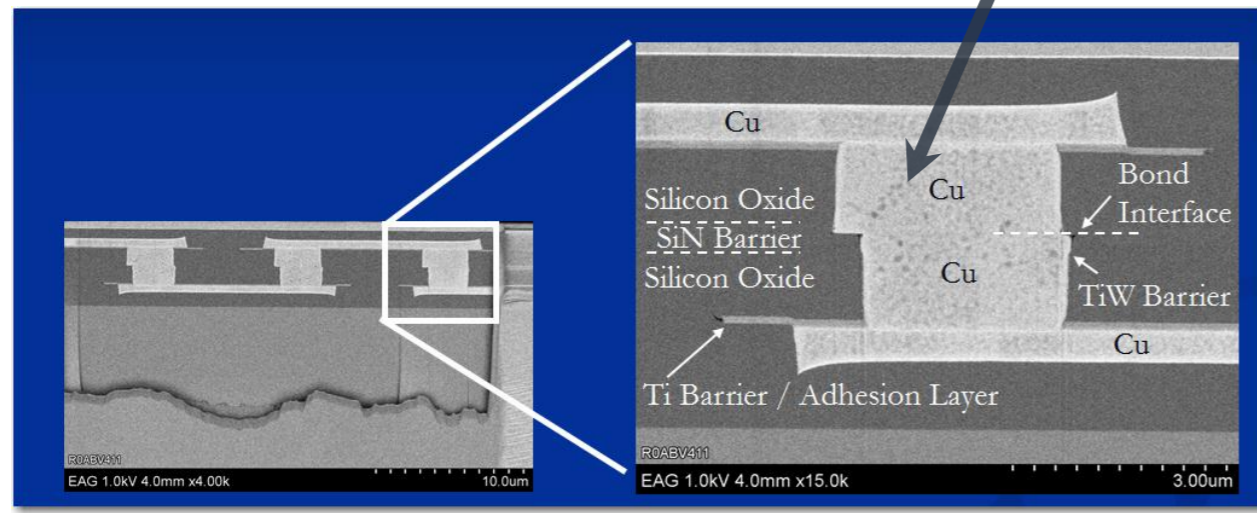 R0ABV411
EAG 1.0kV 4.0mm x4.00k
10.0um
Cu
Cu
Bond
Interface
Silicon Oxide
SiN Barrier
Silicon Oxide
Cu
TiW Barrier
Cu
Ti Barrier / Adhesion Layer
R0ABV411
EAG 1.0kV 4.0mm x15.0k
3.00um